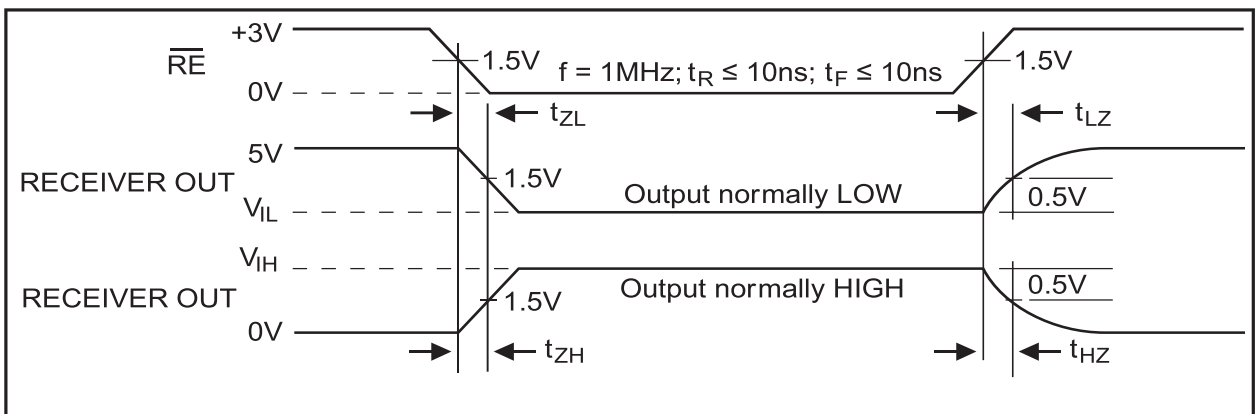 +3V
RE
1.5V
f = 1MHz; tR ≤ 10ns; tF ≤ 10ns
1.5V
0V
tZL
tLZ
5V
RECEIVER OUT
1.5V
Output normally LOW
0.5V
VIL
VIH
RECEIVER OUT
1.5V
Output normally HIGH
0.5V
0V
tZH
tHZ